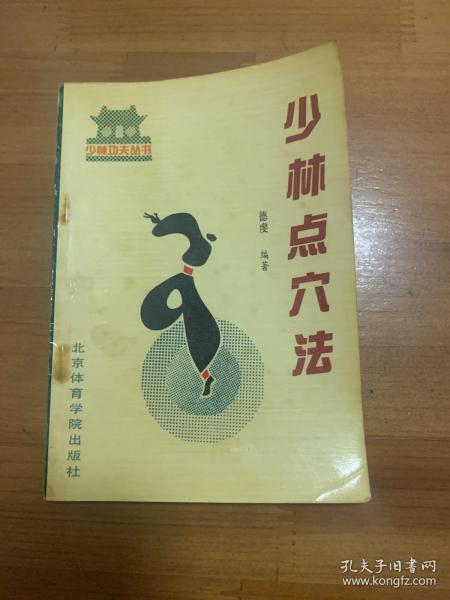 少林功夫丛书
少林点穴法
德虔 编著
北京体育学院出版社
孔夫子旧书网
www.kongfz.com